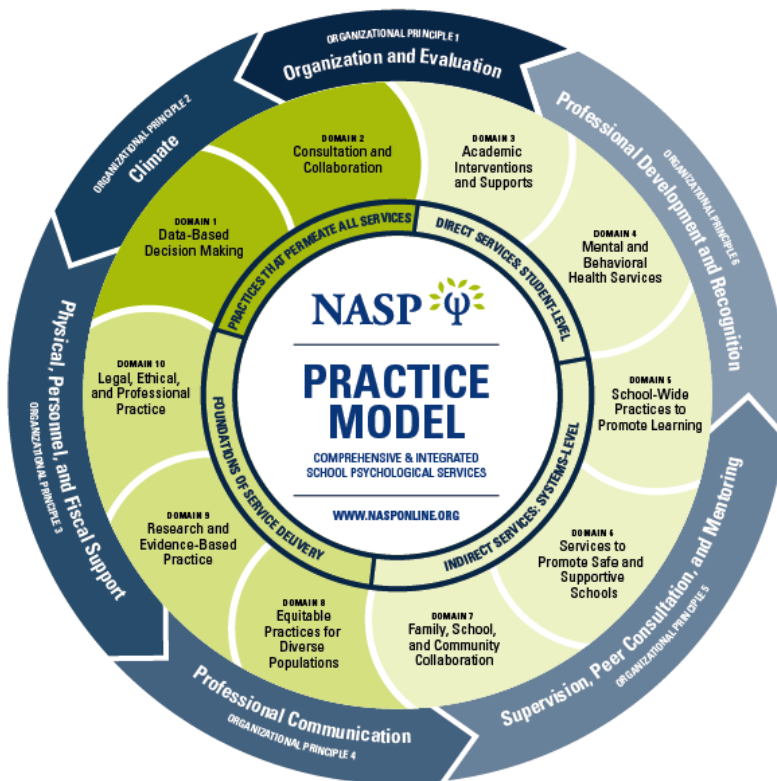 ORGANIZATIONAL PRINCIPLE 1
Organization and Evaluation
ORGANIZATIONAL PRINCIPLE 2
Climate
Physical, Personnel, and Fiscal Support
ORGANIZATIONAL PRINCIPLE 3
Professional Communication
ORGANIZATIONAL PRINCIPLE 4
Supervision, Peer Consultation, and Mentoring
ORGANIZATIONAL PRINCIPLE 5
ORGANIZATIONAL PRINCIPLE 6
Professional Development and Recognition
DOMAIN 1
Data-Based
Decision Making
DOMAIN 2
Consultation and
Collaboration
DOMAIN 3
Academic
Interventions
and Supports
DOMAIN 4
Mental and
Behavioral
Health Services
DOMAIN 5
School-Wide
Practices to
Promote Learning
DOMAIN 6
Services to
Promote Safe and
Supportive
Schools
DOMAIN 7
Family, School,
and Community
Collaboration
DOMAIN 8
Equitable
Practices for
Diverse
Populations
DOMAIN 9
Research and
Evidence-Based
Practice
DOMAIN 10
Legal, Ethical,
and Professional
Practice
PRACTICES THAT PERMEATE ALL SERVICES
DIRECT SERVICES: STUDENT-LEVEL
INDIRECT SERVICES: SYSTEMS-LEVEL
FOUNDATIONS OF SERVICE DELIVERY
NASP
PRACTICE
MODEL
COMPREHENSIVE & INTEGRATED
SCHOOL PSYCHOLOGICAL SERVICES
WWW.NASPONLINE.ORG